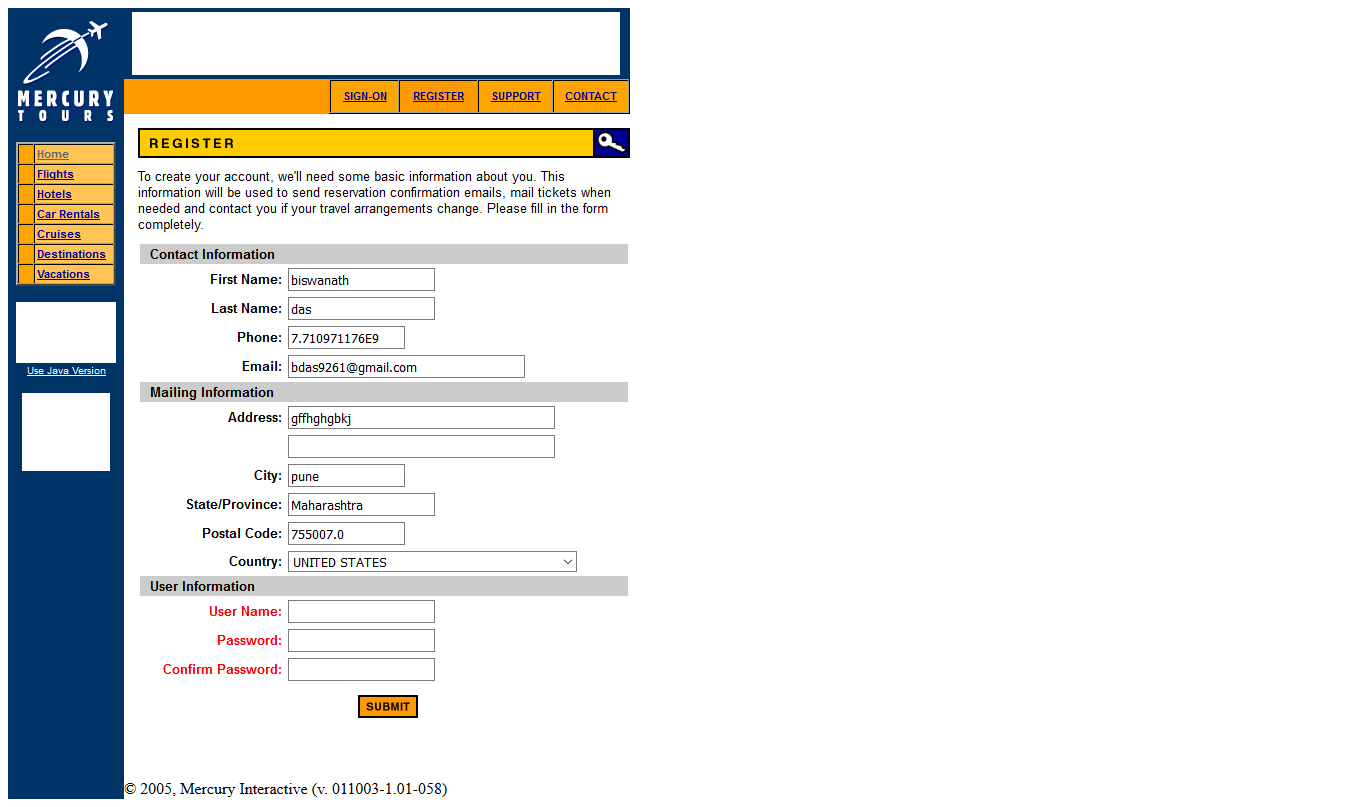 MERCURY
TOURS
SIGN-ON REGISTER SUPPORT CONTACT
Home
Flights
Hotels
Car Rentals
Cruises
Destinations
Vacations
Use Java Version
REGISTER
To create your account, we'll need some basic information about you. This
information will be used to send reservation confirmation emails, mail tickets when
needed and contact you if your travel arrangements change. Please fill in the form
completely.
Contact Information
First Name: biswanath
Last Name: das
Phone: 7.710971176E9
Email: bdas9261@gmail.com
Mailing Information
Address: gffhghgbkj
City: pune
State/Province: Maharashtra
Postal Code: 755007.0
Country: UNITED STATES
User Information
User Name:
Password:
Confirm Password:
SUBMIT
© 2005, Mercury Interactive (v. 011003-1.01-058)